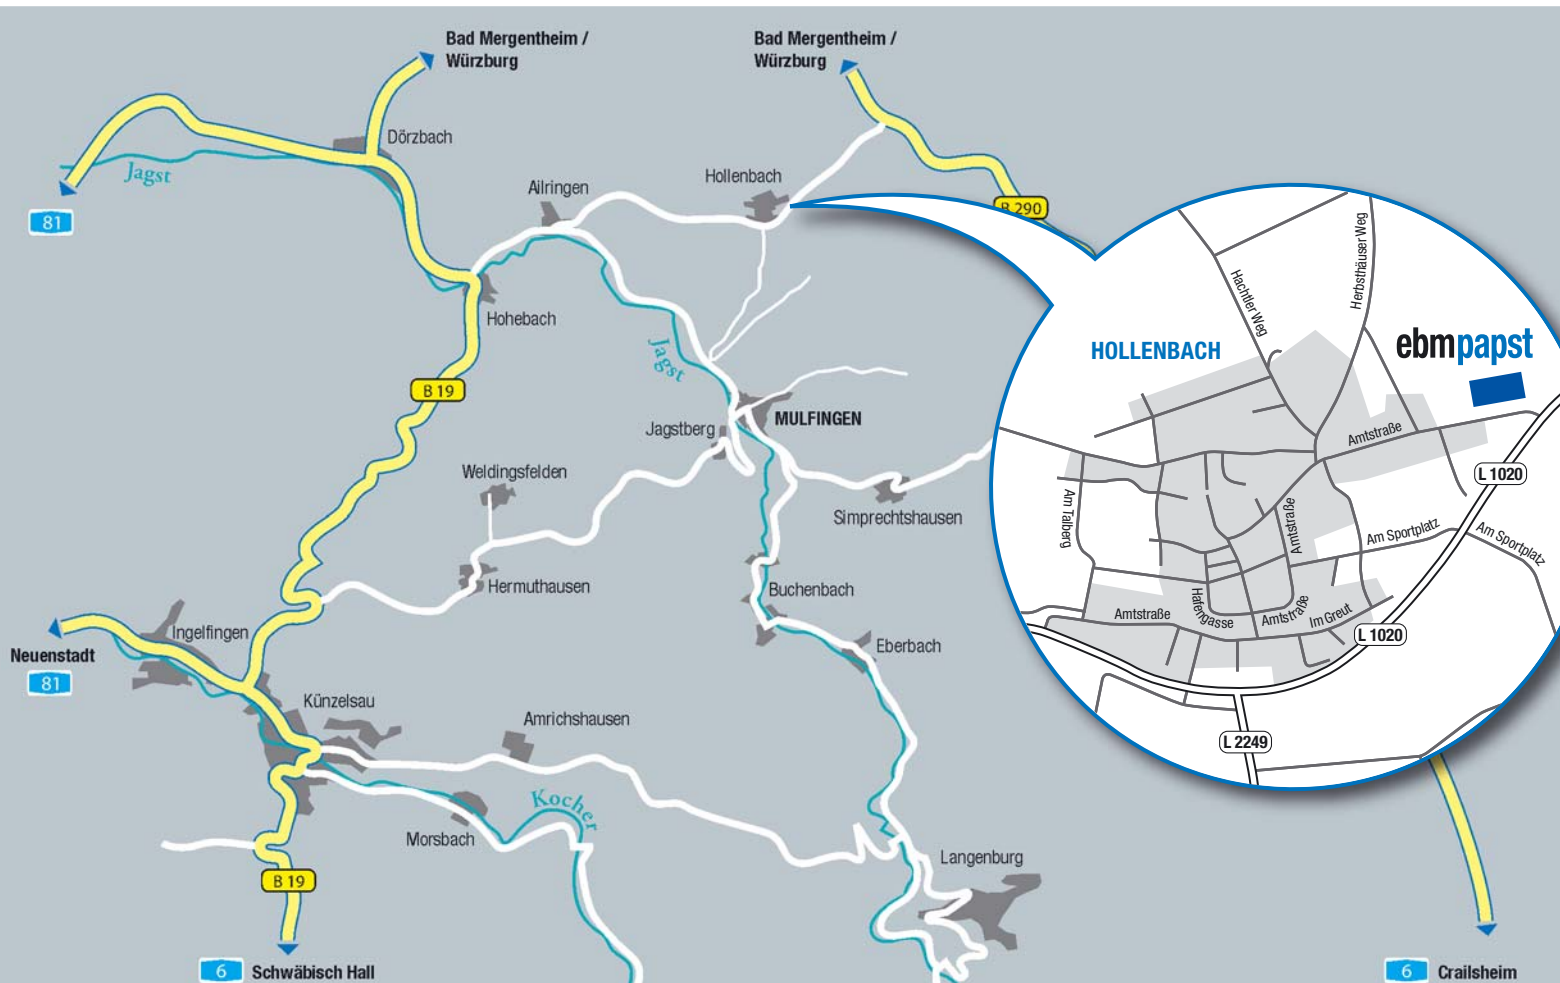 Bad Mergentheim /
Würzburg
Bad Mergentheim /
Würzburg
Dörzbach
Jagst
81
Ailringen
Hollenbach
B 290
Hohebach
B 19
Jagst
Jagstberg
MULFINGEN
Weldingsfelden
Simprechtshausen
Hermuthausen
Buchenbach
Eberbach
Ingelfingen
Neuenstadt
81
Künzelsau
Amrichshausen
Morsbach
Kocher
Langenburg
B 19
6
Schwäbisch Hall
6
Crailsheim
HOLLENBACH
ebmpapst
Hachtler Weg
Herbsthäuser Weg
Amtstraße
L 1020
Am Talberg
Amtstraße
Am Sportplatz
Am Sportplatz
Amtstraße
Hafengasse
Amtstraße
Im Greut
L 1020
L 2249